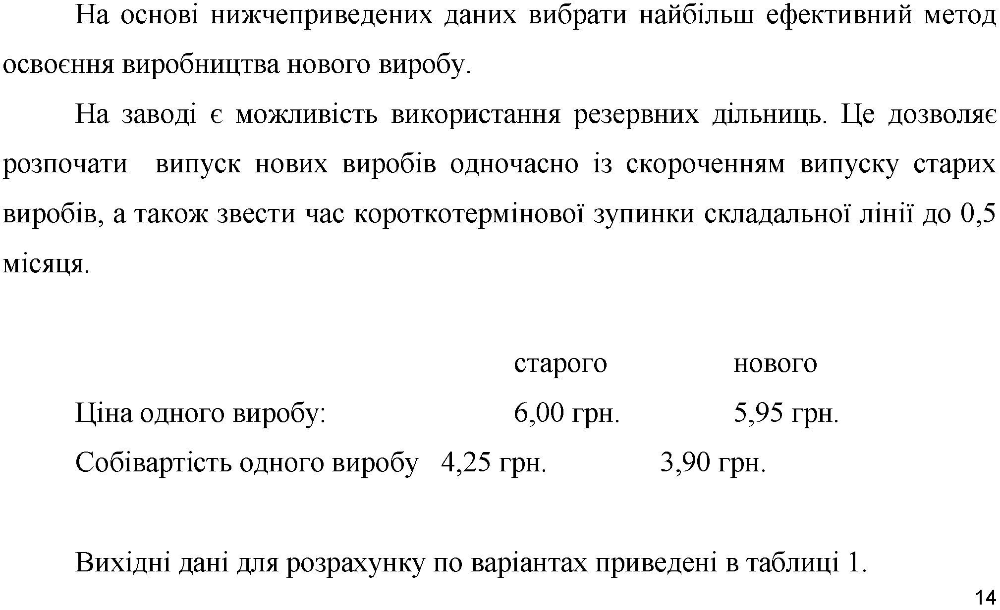 На основі нижчеприведених даних вибрати найбільш ефективний метод
освоєння виробництва нового виробу.
На заводі є можливість використання резервних дільниць. Це дозволяє
розпочати випуск нових виробів одночасно із скороченням випуску старих
виробів, а також звести час короткотермінової зупинки складальної лінії до 0,5
місяця.
старого нового
Ціна одного виробу: 6,00 грн. 5,95 грн.
Собівартість одного виробу 4,25 грн. 3,90 грн.
Вихідні дані для розрахунку по варіантах приведені в таблиці 1.
14